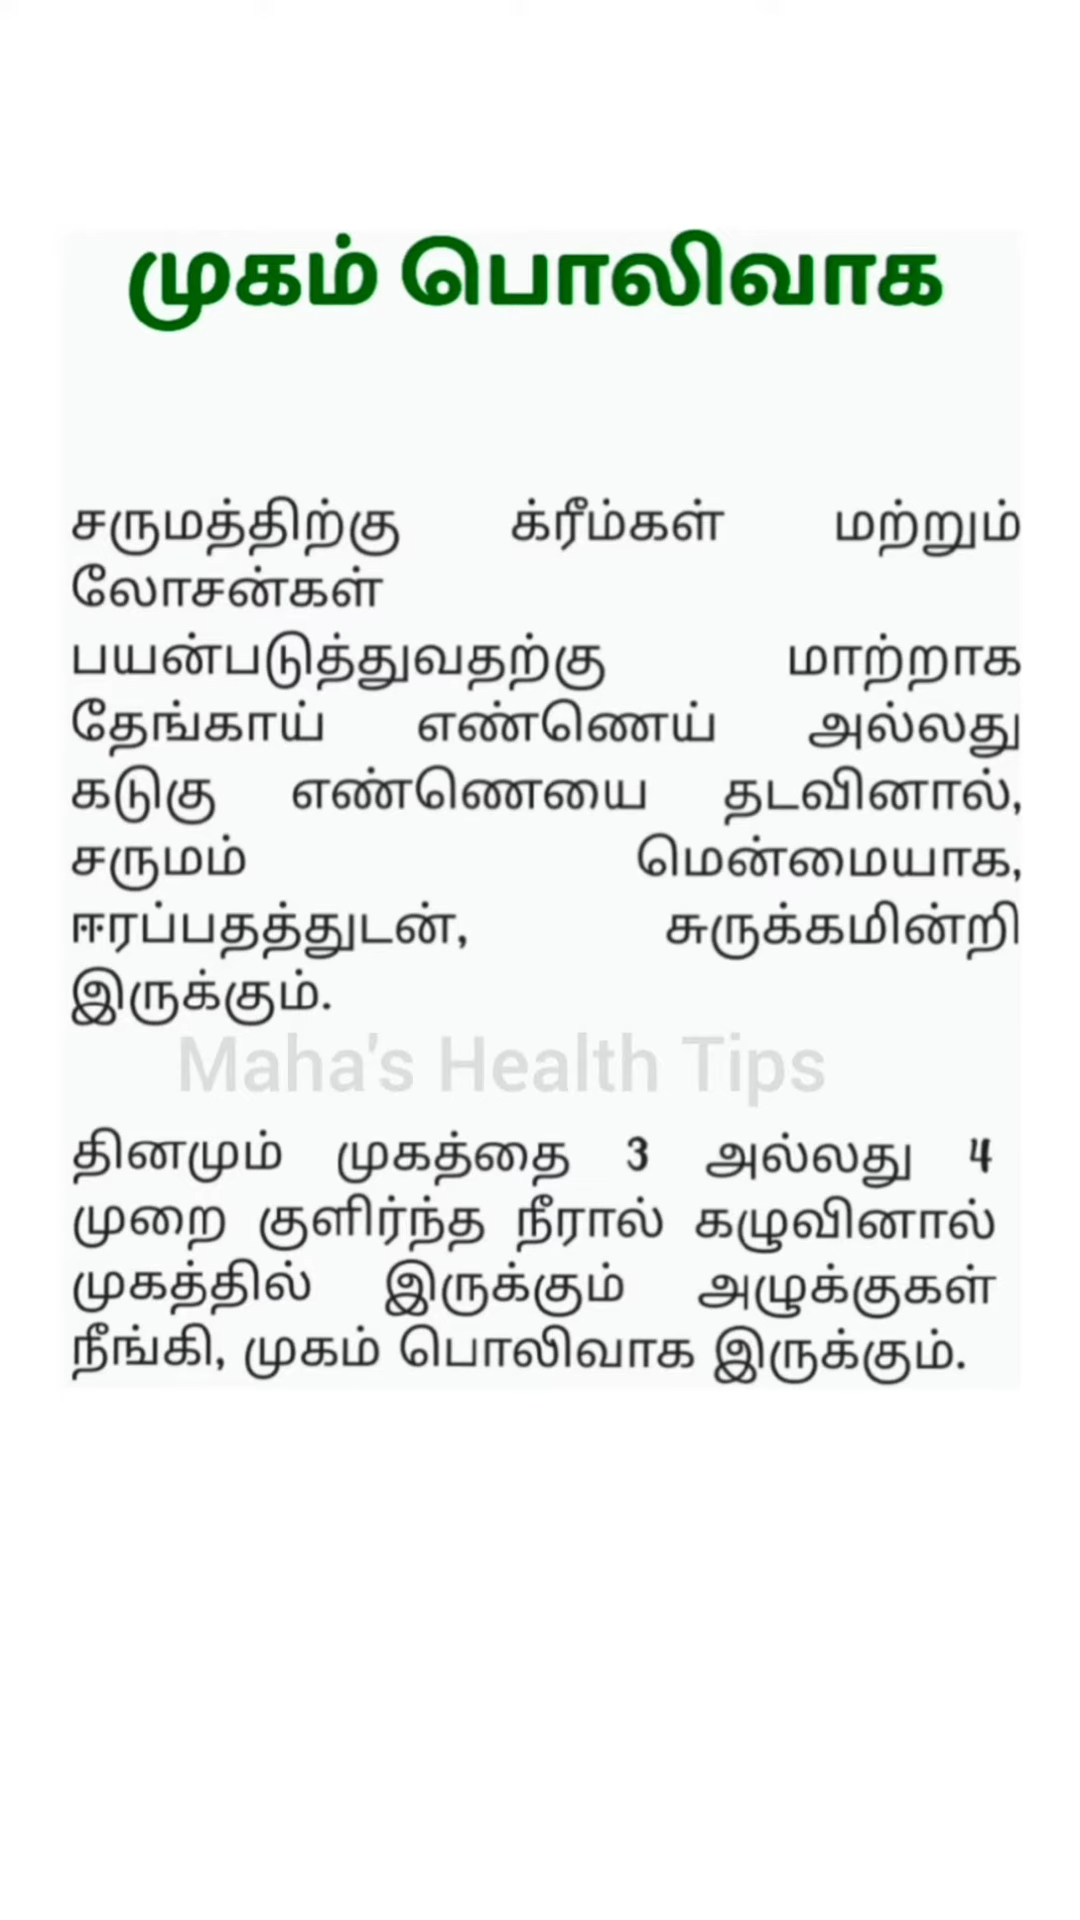 முகம் பொலிவாக
சருமத்திற்கு க்ரீம்கள் மற்றும்
லோசன்கள்
பயன்படுத்துவதற்கு மாற்றாக
தேங்காய் எண்ணெய் அல்லது
கடுகு எண்ணெயை தடவினால்,
சருமம் மென்மையாக,
ஈரப்பதத்துடன், சுருக்கமின்றி
இருக்கும்.
Maha's Health Tips
தினமும் முகத்தை 3 அல்லது 4
முறை குளிர்ந்த நீரால் கழுவினால்
முகத்தில் இருக்கும் அழுக்குகள்
நீங்கி, முகம் பொலிவாக இருக்கும்.